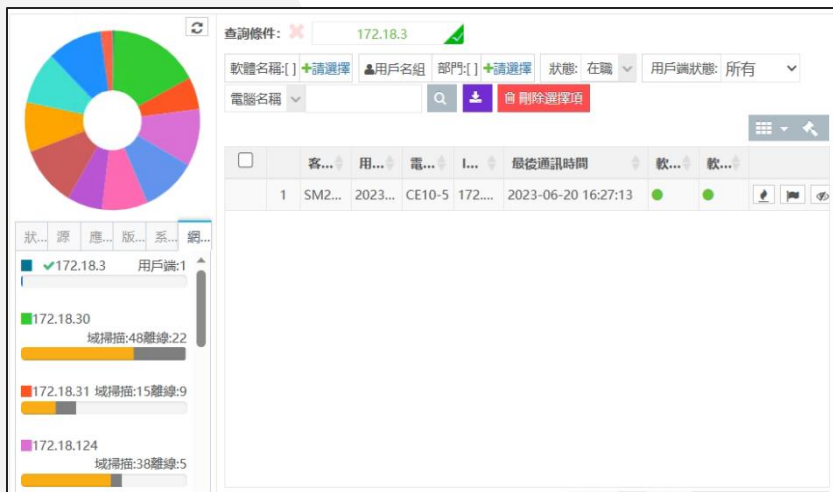 查詢條件: 172.18.3
軟體名稱:[ ] +請選擇 用戶名組 部門:[ ] +請選擇 狀態: 在職 用戶端狀態: 所有
電腦名稱 刪除選擇項
客... 用... 電... I... 最後通訊時間 軟... 軟...
1 SM2... 2023... CE10-5 172.... 2023-06-20 16:27:13
狀... 源 應... 版... 系... 網...
172.18.3 用戶端:1
172.18.30
域掃描:48離線:22
172.18.31 域掃描:15離線:9
172.18.124
域掃描:38離線:5